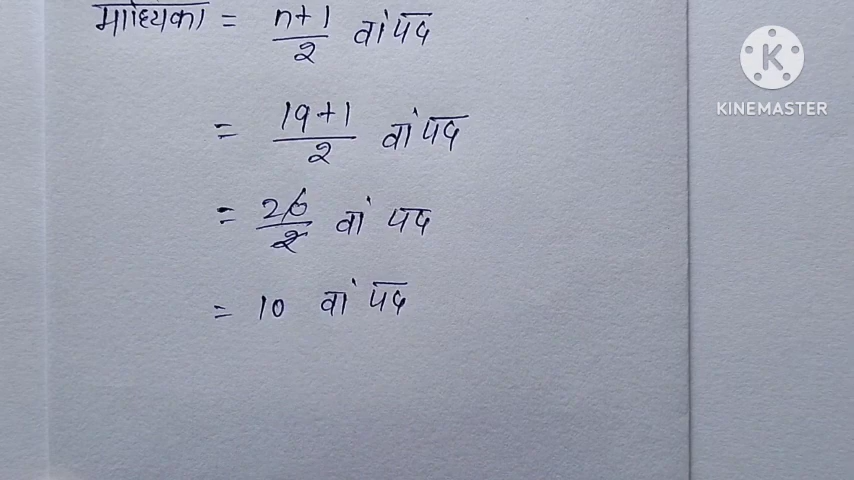 माध्यिका = n+1/2 वां पद
= 19+1/2 वां पद
= 20/2 वां पद
= 10 वां पद
KINEMASTER